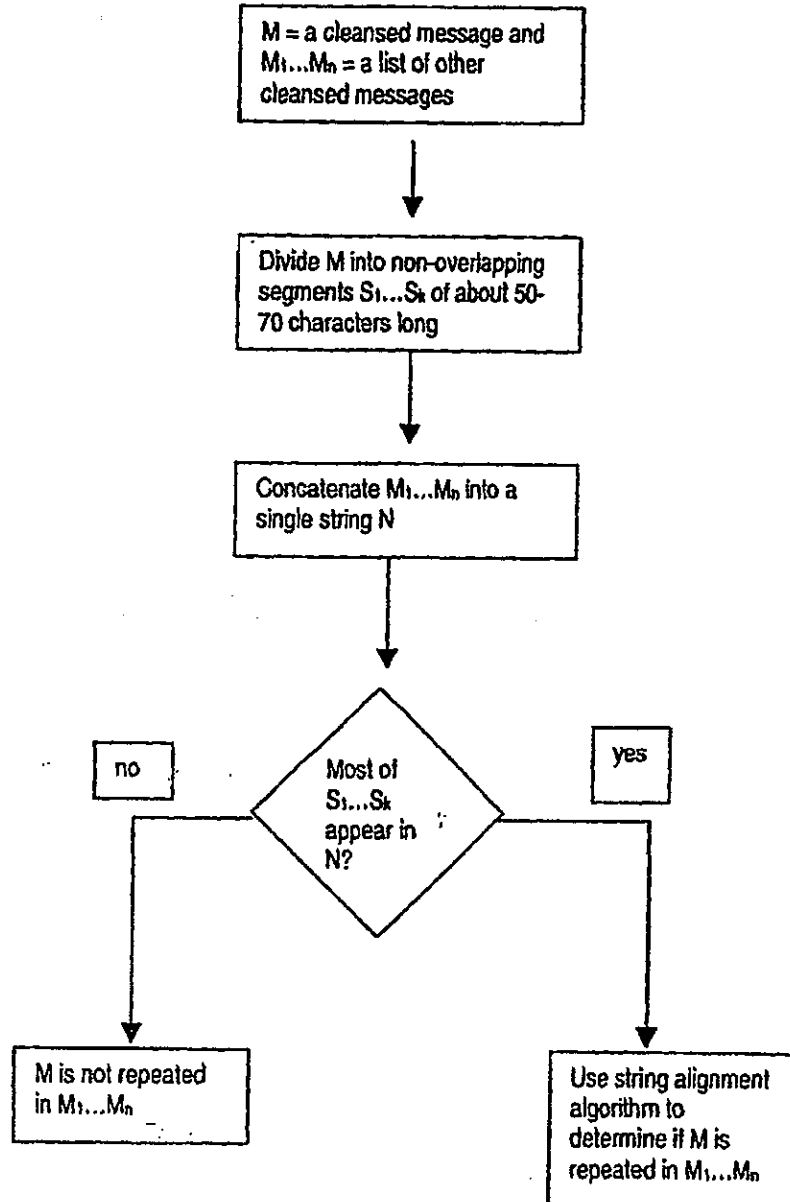 M = a cleansed message and
M₁...Mₙ = a list of other
cleansed messages
Divide M into non-overlapping
segments S₁...Sₖ of about 50-
70 characters long
Concatenate M₁...Mₙ into a
single string N
no
yes
Most of
S₁...Sₖ
appear in
N?
M is not repeated
in M₁...Mₙ
Use string alignment
algorithm to
determine if M is
repeated in M₁...Mₙ